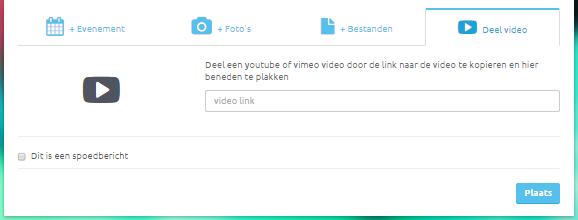 + Evenement
+ Foto's
+ Bestanden
Deel video
Deel een youtube of vimeo video door de link naar de video te kopieren en hier
beneden te plakken
video link
Dit is een spoedbericht
Plaats